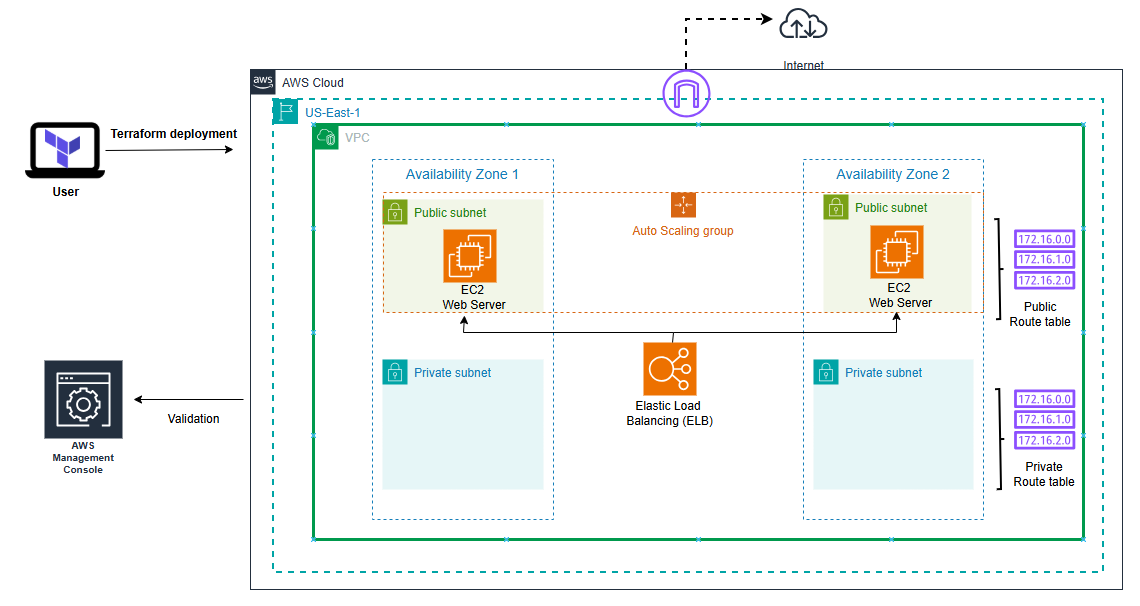 Internet
aws
AWS Cloud
US-East-1
VPC
Terraform deployment
User
Availability Zone 1
Availability Zone 2
Public subnet
Public subnet
Auto Scaling group
EC2
Web Server
EC2
Web Server
172.16.0.0
172.16.1.0
172.16.2.0
Public
Route table
Private subnet
Private subnet
Elastic Load
Balancing (ELB)
172.16.0.0
172.16.1.0
172.16.2.0
Private
Route table
Validation
AWS
Management
Console